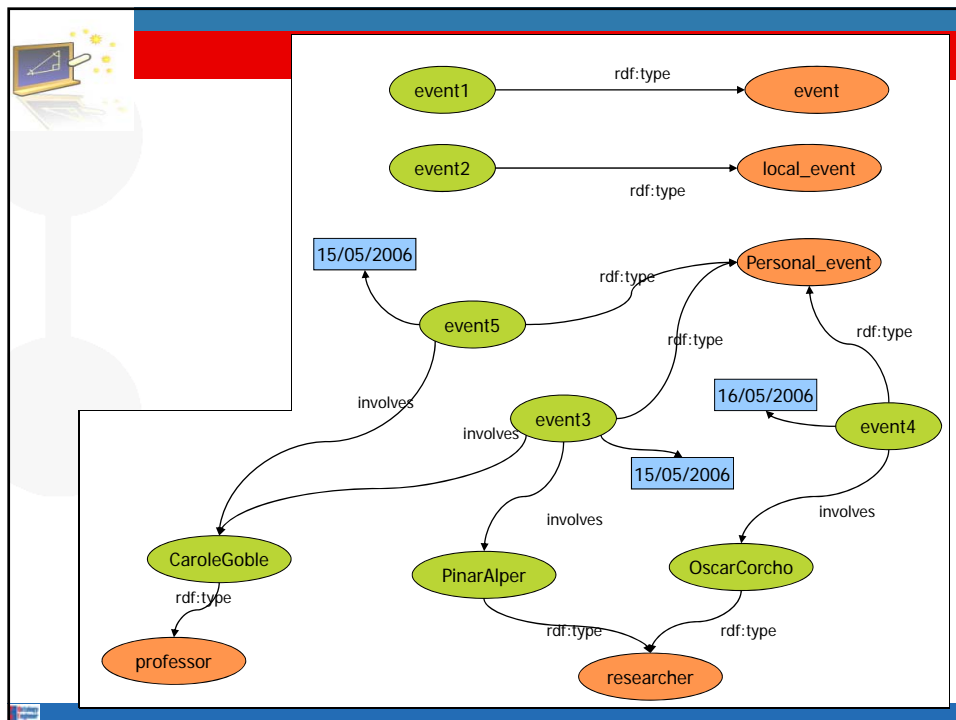 rdf:type
event1
event
event2
local_event
rdf:type
15/05/2006
rdf:type
Personal_event
event5
rdf:type
rdf:type
16/05/2006
involves
event3
event4
involves
15/05/2006
involves
involves
CaroleGoble
PinarAlper
OscarCorcho
rdf:type
rdf:type
rdf:type
professor
researcher